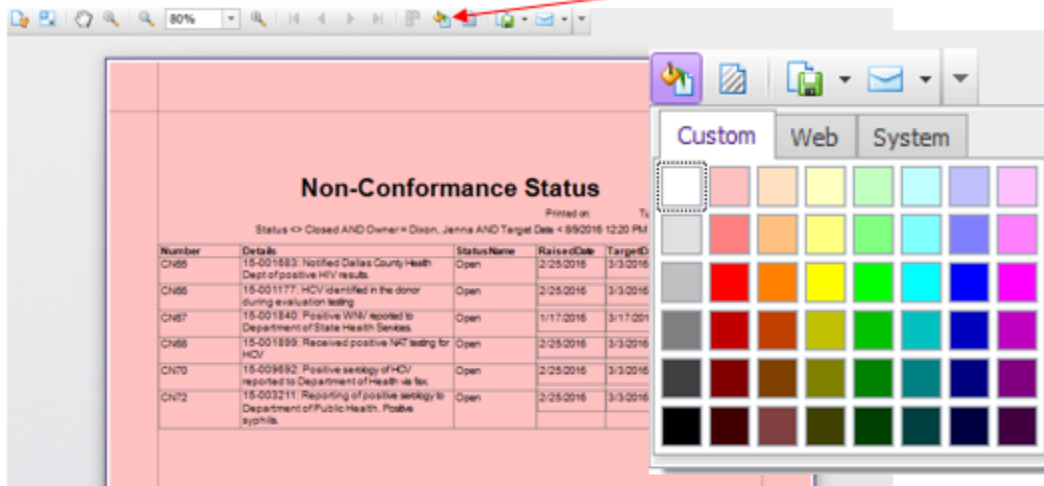 80%
Custom Web System
Non-Conformance Status
Printed on: Tu
Status <> Closed AND Owner = Dixon, Jenna AND Target Date < 8/9/2016 12:20 PM
Number Details StatusName RaisedDate TargetD
CN65 15-001683: Notified Dallas County Health Open 2/25/2016 3/3/2016
Dept of positive HIV results.
CN66 15-001177: HCV identified in the donor Open 2/25/2016 3/3/2016
during evaluation testing
CN67 15-001840: Positive WNV reported to Open 1/17/2016 3/17/201
Department of State Health Services.
CN68 15-001899: Received positive NAT testing for Open 2/25/2016 3/3/2016
HCV
CN70 15-009692: Positive serology of HCV Open 2/25/2016 3/3/2016
reported to Department of Health via fax.
CN72 15-003211: Reporting of positive serology to Open 2/25/2016 3/3/2016
Department of Public Health. Positive
syphilis.